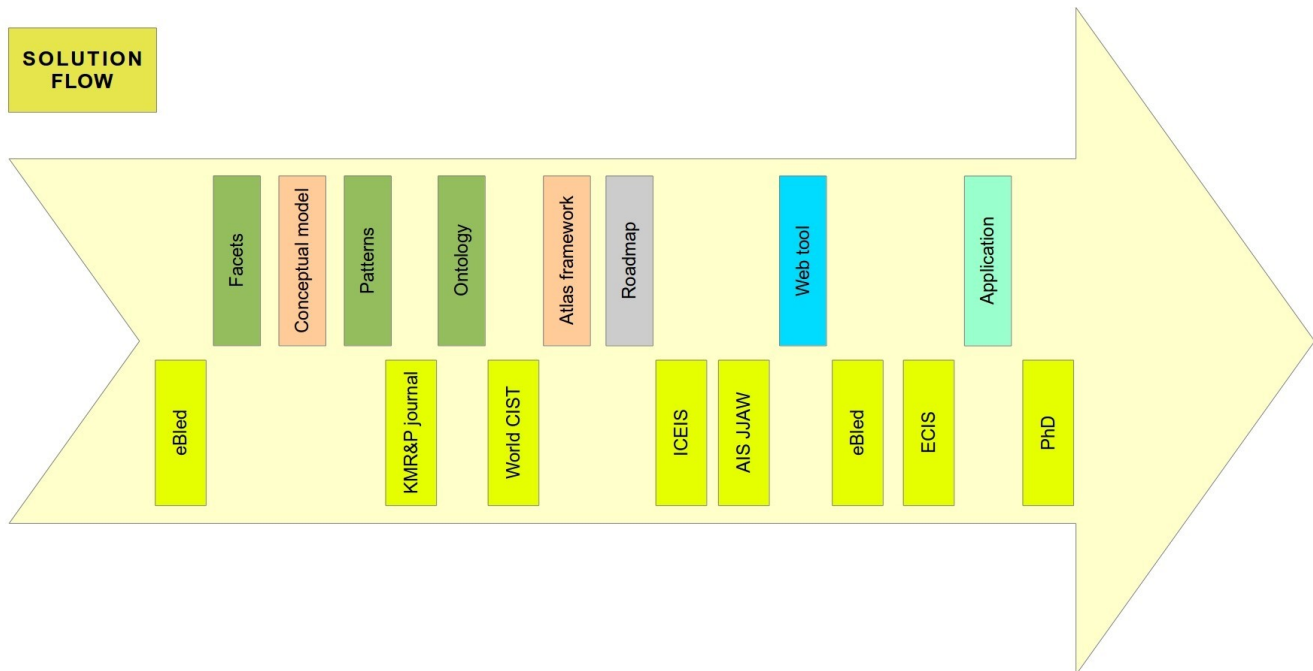 SOLUTION
FLOW
Facets
Conceptual model
Patterns
Ontology
Atlas framework
Roadmap
Web tool
Application
eBled
KMR&P journal
World CIST
ICEIS
AIS JJAW
eBled
ECIS
PhD